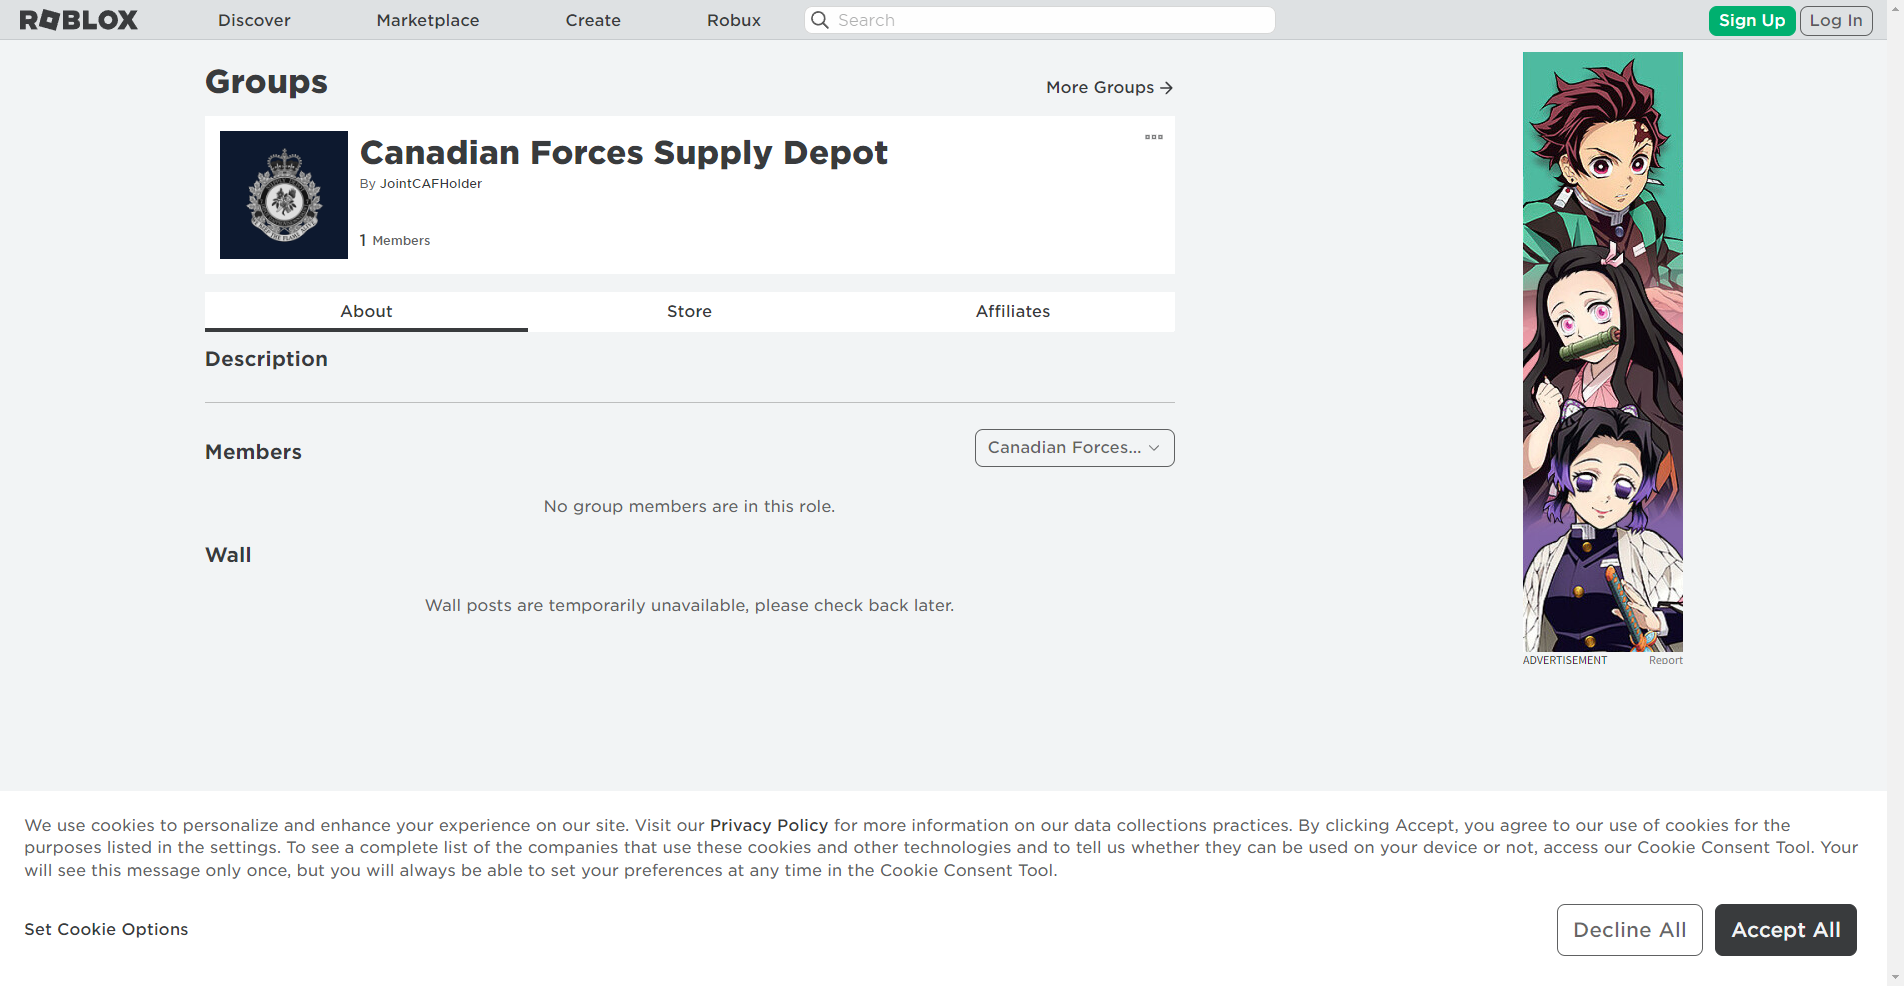 ROBLOX
Discover
Marketplace
Create
Robux
Search
Sign Up
Log In
Groups
More Groups
Canadian Forces Supply Depot
By JointCAFHolder
1 Members
About
Store
Affiliates
Description
Members
Canadian Forces...
No group members are in this role.
Wall
Wall posts are temporarily unavailable, please check back later.
ADVERTISEMENT
Report
We use cookies to personalize and enhance your experience on our site. Visit our Privacy Policy for more information on our data collections practices. By clicking Accept, you agree to our use of cookies for the
purposes listed in the settings. To see a complete list of the companies that use these cookies and other technologies and to tell us whether they can be used on your device or not, access our Cookie Consent Tool. Your
will see this message only once, but you will always be able to set your preferences at any time in the Cookie Consent Tool.
Set Cookie Options
Decline All
Accept All